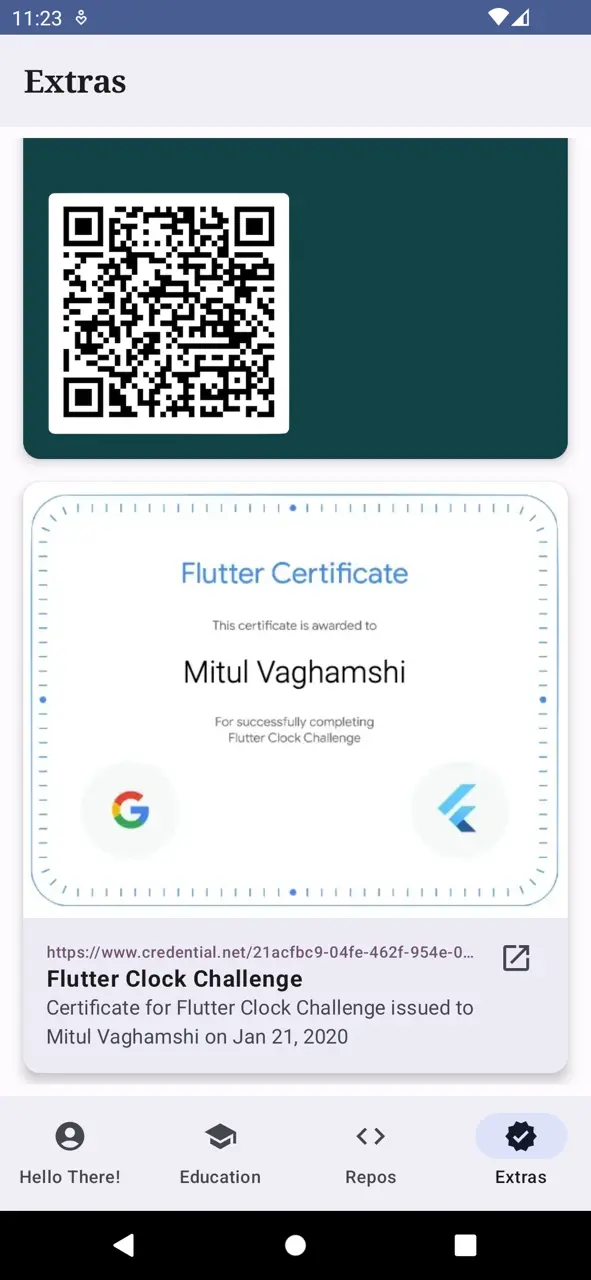 11:23
Extras
Flutter Certificate
This certificate is awarded to
Mitul Vaghamshi
For successfully completing
Flutter Clock Challenge
https://www.credential.net/21acfbc9-04fe-462f-954e-0...
Flutter Clock Challenge
Certificate for Flutter Clock Challenge issued to
Mitul Vaghamshi on Jan 21, 2020
Hello There!
Education
Repos
Extras